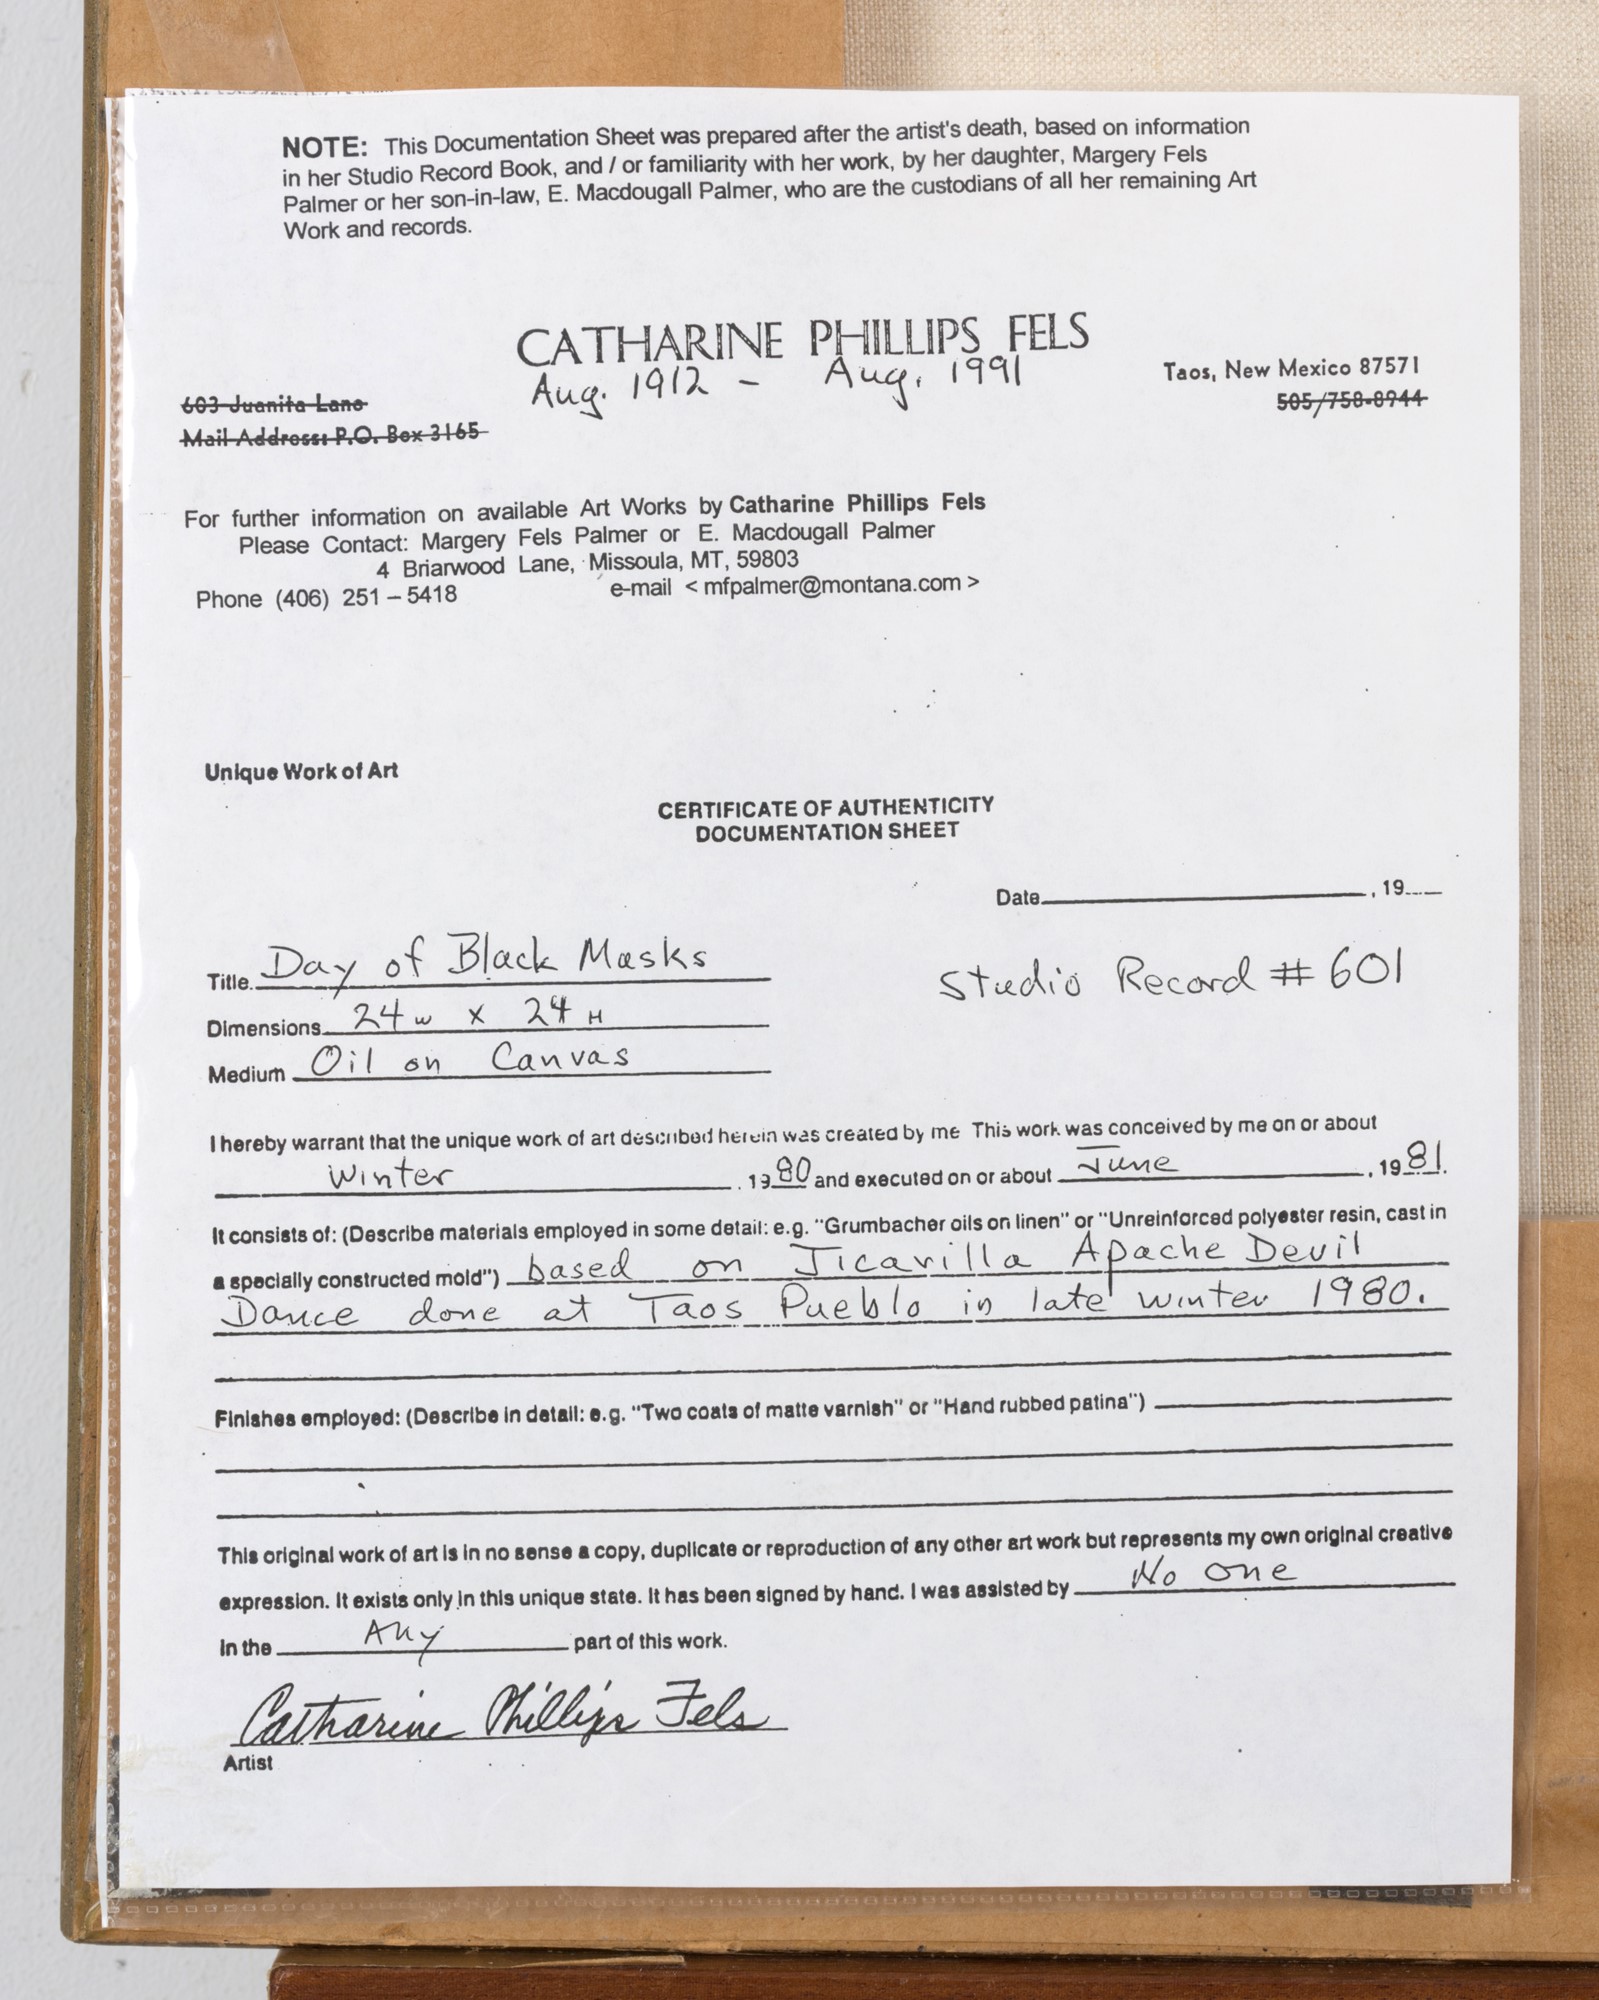 NOTE: This Documentation Sheet was prepared after the artist's death, based on information
in her Studio Record Book, and / or familiarity with her work, by her daughter, Margery Fels
Palmer or her son-in-law, E. Macdougall Palmer, who are the custodians of all her remaining Art
Work and records.
CATHARINE PHILLIPS FELS
Aug. 1912 - Aug. 1991
Taos, New Mexico 87571
603 Juanita Lane
505/758-8944
Mail Address: P.O. Box 3165
For further information on available Art Works by Catharine Phillips Fels
Please Contact: Margery Fels Palmer or E. Macdougall Palmer
4 Briarwood Lane, Missoula, MT, 59803
Phone (406) 251 – 5418 e-mail < mfpalmer@montana.com >
Unique Work of Art
CERTIFICATE OF AUTHENTICITY
DOCUMENTATION SHEET
Date , 19
Title Day of Black Masks
Studio Record # 601
Dimensions 24 W x 24 H
Medium Oil on Canvas
I hereby warrant that the unique work of art described herein was created by me This work was conceived by me on or about
Winter , 19 80 and executed on or about June , 19 81.
It consists of: (Describe materials employed in some detail: e.g. "Grumbacher oils on linen" or "Unreinforced polyester resin, cast in
a specially constructed mold") based on Jicarilla Apache Devil
Dance done at Taos Pueblo in late winter 1980.
Finishes employed: (Describe in detail: e.g. "Two coats of matte varnish" or "Hand rubbed patina")
This original work of art is in no sense a copy, duplicate or reproduction of any other art work but represents my own original creative
expression. It exists only in this unique state. It has been signed by hand. I was assisted by No one
in the Any part of this work.
Catharine Phillips Fels
Artist